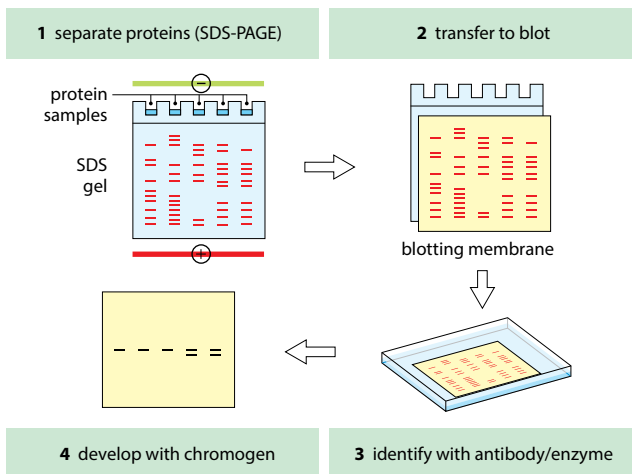 1 separate proteins (SDS-PAGE)
2 transfer to blot
−
protein
samples
SDS
gel
+
blotting membrane
4 develop with chromogen
3 identify with antibody/enzyme